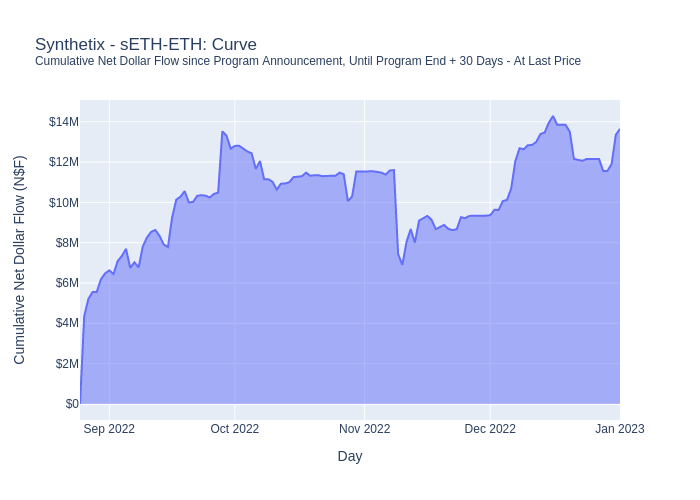 Synthetix - sETH-ETH: Curve
Cumulative Net Dollar Flow since Program Announcement, Until Program End + 30 Days - At Last Price
Cumulative Net Dollar Flow (N$F)
$14M
$12M
$10M
$8M
$6M
$4M
$2M
$0
Sep 2022 Oct 2022 Nov 2022 Dec 2022 Jan 2023
Day